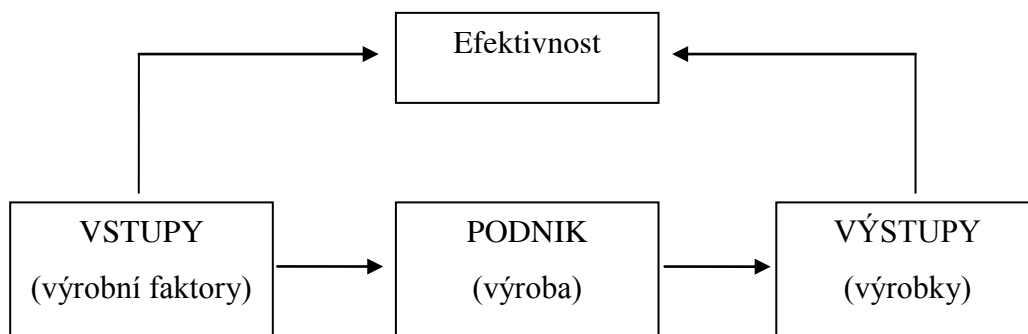 Efektivnost
VSTUPY
(výrobní faktory)
PODNIK
(výroba)
VÝSTUPY
(výrobky)